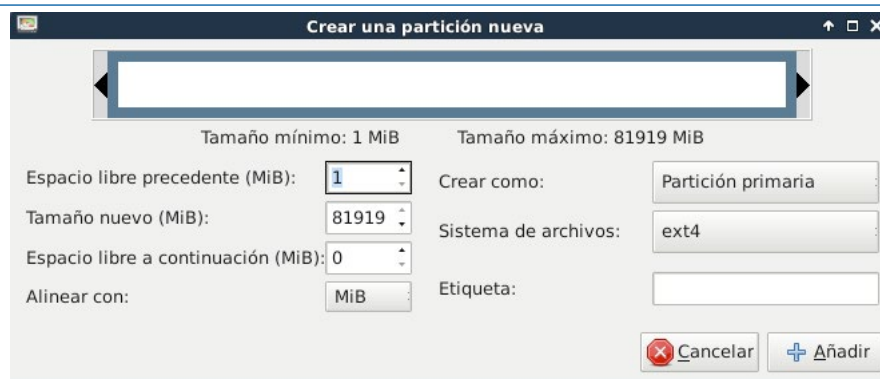 Crear una partición nueva
Tamaño mínimo: 1 MiB Tamaño máximo: 81919 MiB
Espacio libre precedente (MiB): 1
Tamaño nuevo (MiB): 81919
Espacio libre a continuación (MiB): 0
Alinear con: MiB
Crear como: Partición primaria
Sistema de archivos: ext4
Etiqueta:
Cancelar Añadir